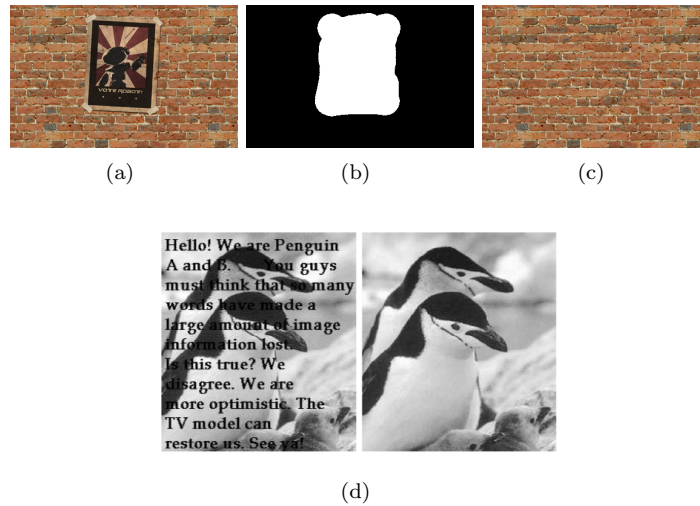 VOTE ROBOT!
(a)
(b)
(c)
Hello! We are Penguin
A and B. You guys
must think that so many
words have made a
large amount of image
information lost.
Is this true? We
disagree. We are
more optimistic. The
TV model can
restore us. See ya!
(d)